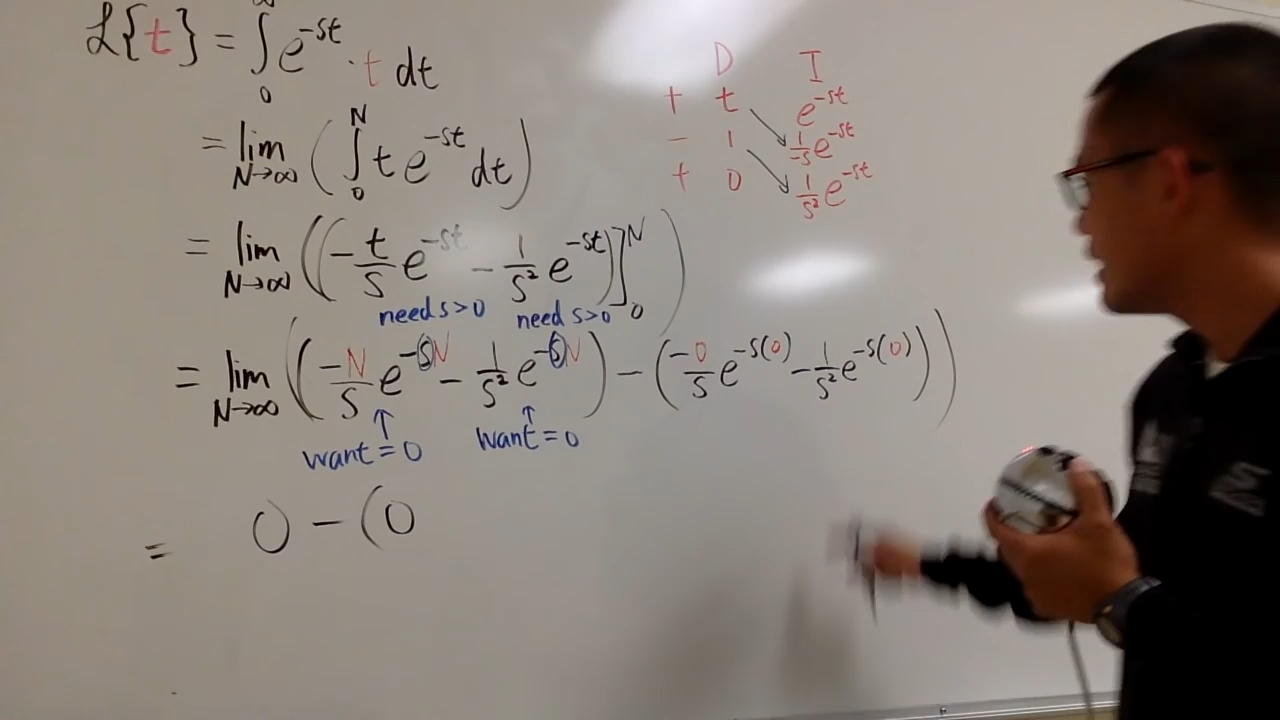 ℒ{t} = ∫₀^∞ e^{-st} · t dt
= lim_{N→∞} ( ∫₀^N t e^{-st} dt )
= lim_{N→∞} ( (-t/s e^{-st} - 1/s² e^{-st}) ]₀^N )
need s>0 need s>0
= lim_{N→∞} ( ( -N/s e^{-sN} - 1/s² e^{-sN} ) - ( -0/s e^{-s(0)} - 1/s² e^{-s(0)} ) )
↑ ↑
want = 0 want = 0
= 0 - (0
D I
+ t e^{-st}
- 1 1/-s e^{-st}
+ 0 1/s² e^{-st}